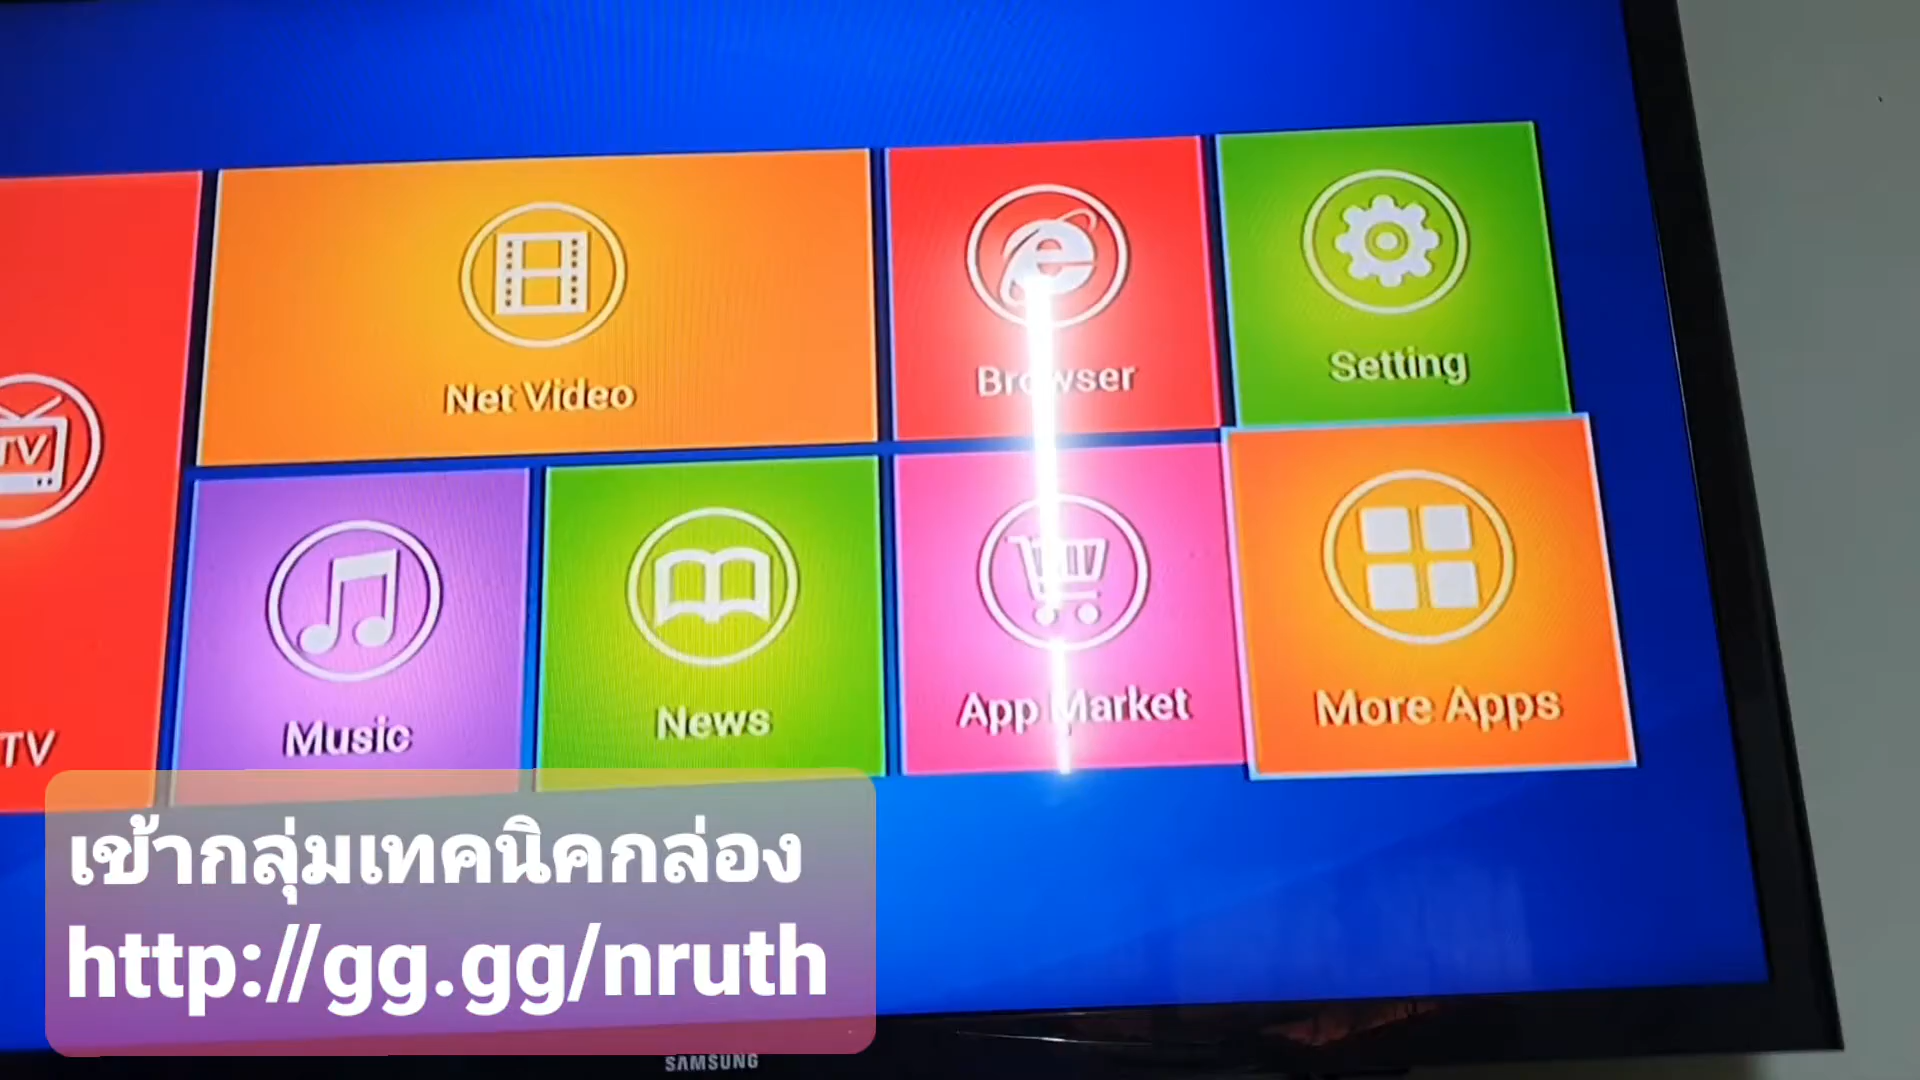 Net Video
Browser
Setting
TV
TV
Music
News
App Market
More Apps
เข้ากลุ่มเทคนิคกล่อง
http://gg.gg/nruth
SAMSUNG